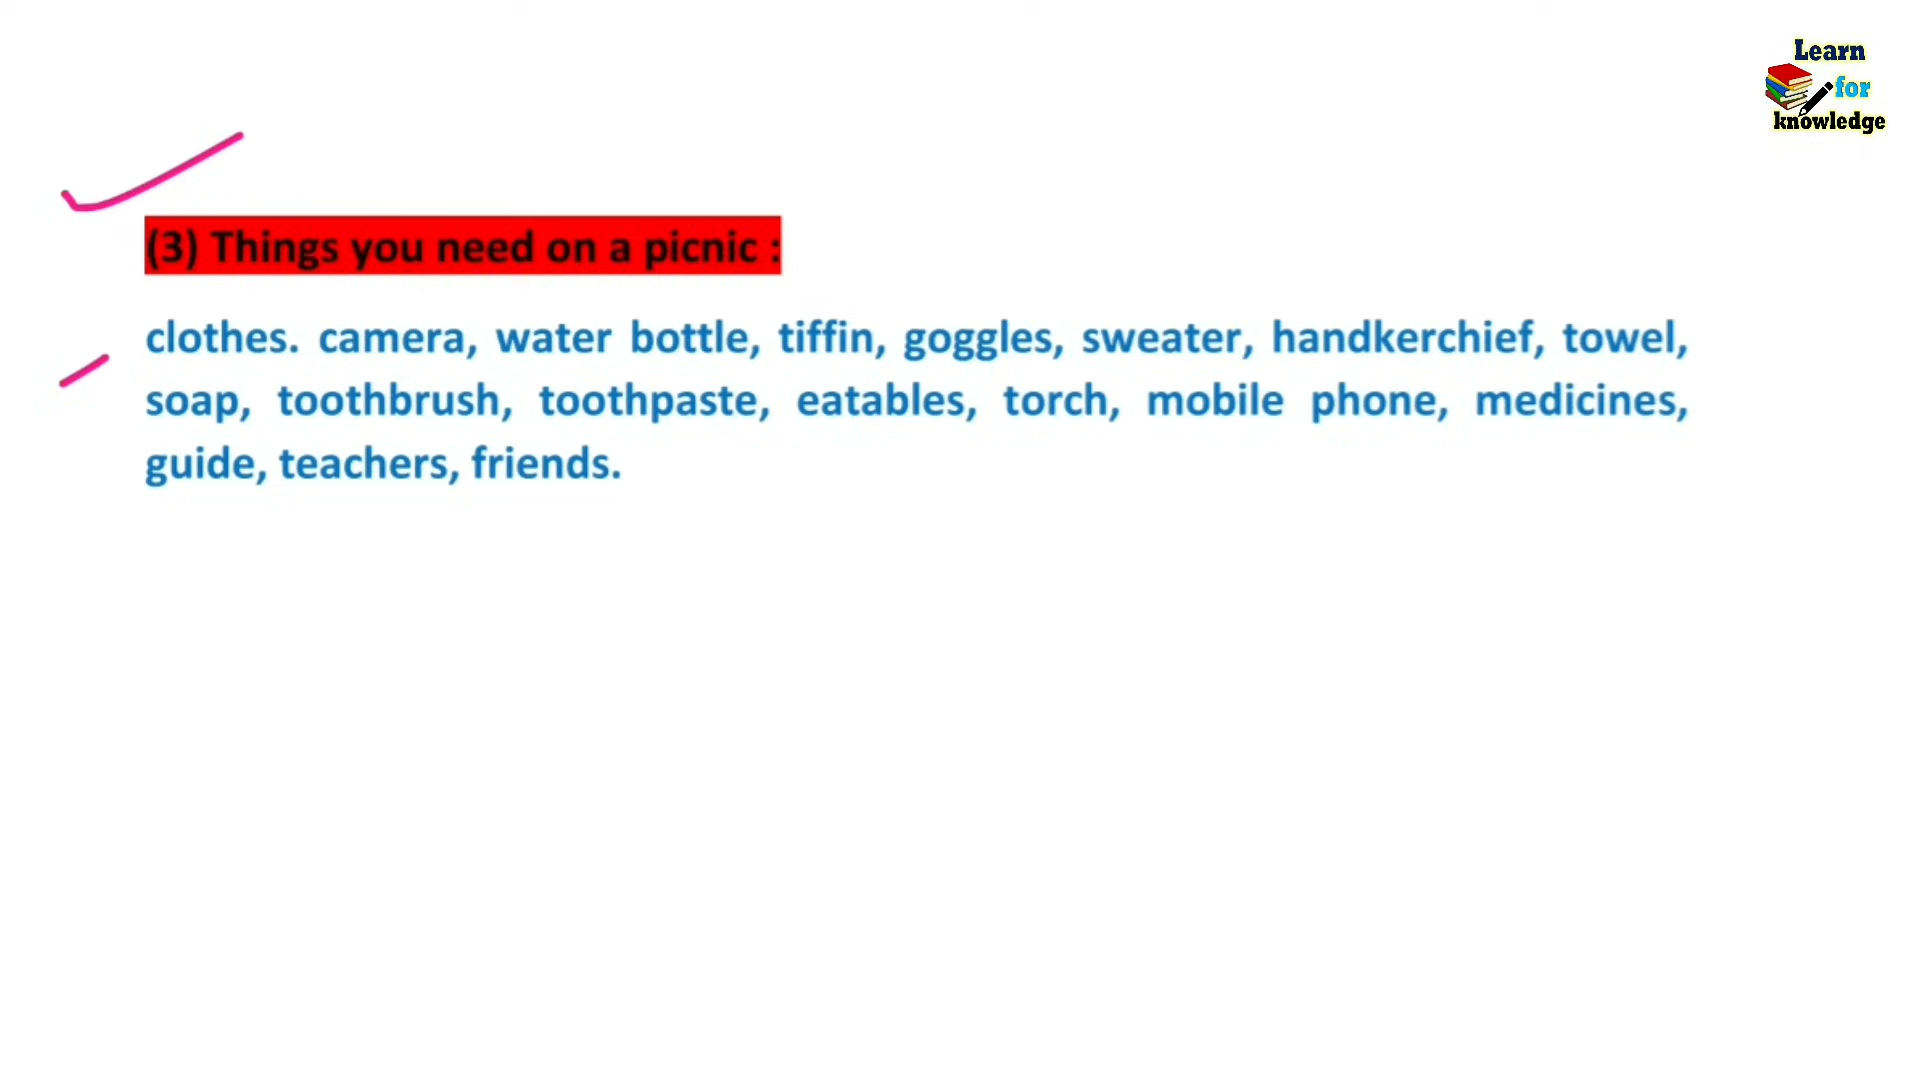 Learn
for
knowledge
(3) Things you need on a picnic :
clothes. camera, water bottle, tiffin, goggles, sweater, handkerchief, towel,
soap, toothbrush, toothpaste, eatables, torch, mobile phone, medicines,
guide, teachers, friends.